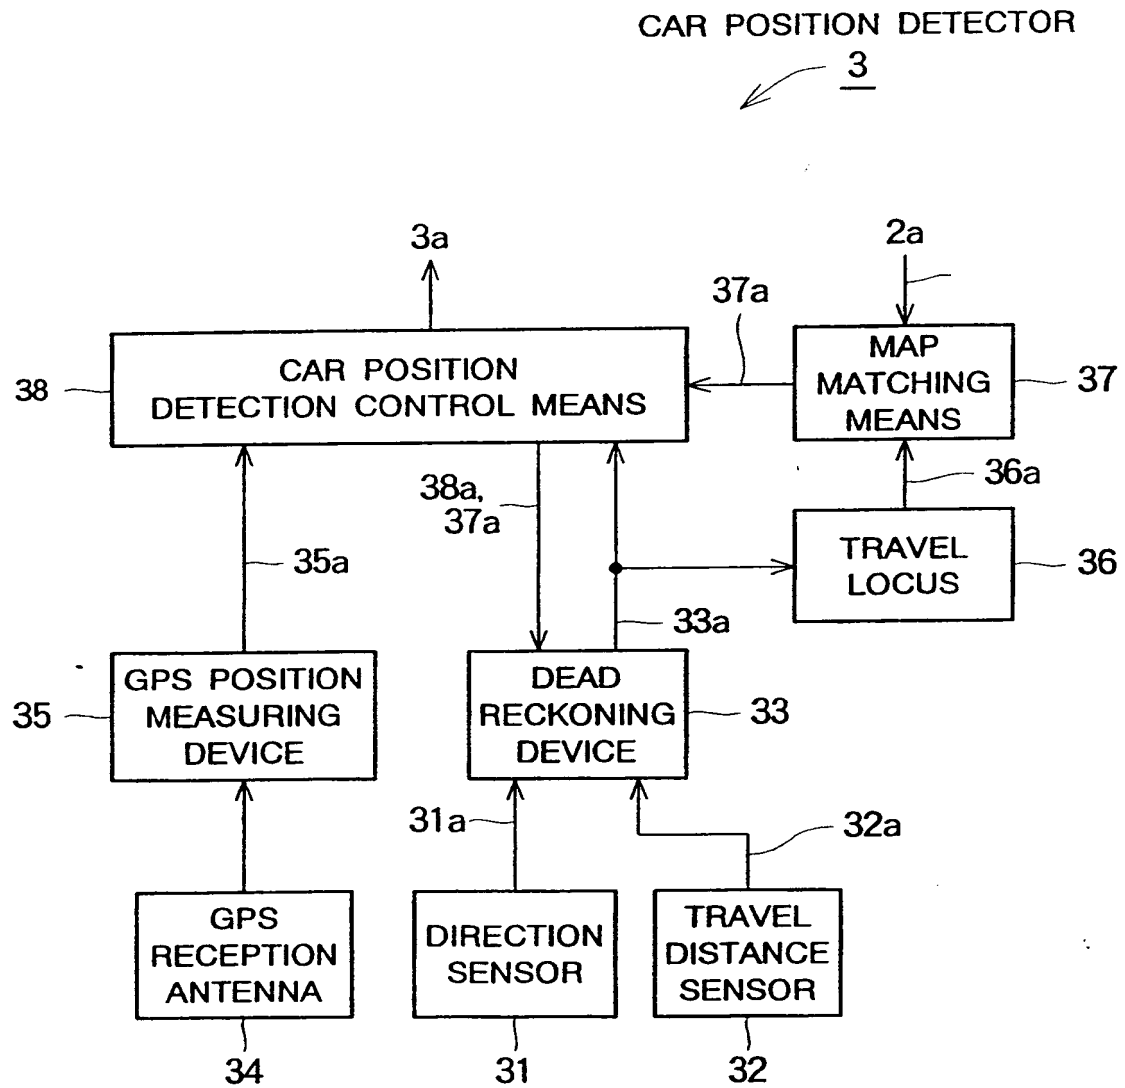 CAR POSITION DETECTOR
3
3a
2a
37a
CAR POSITION
DETECTION CONTROL MEANS
38
MAP
MATCHING
MEANS
37
38a,
37a
36a
35a
TRAVEL
LOCUS
36
33a
GPS POSITION
MEASURING
DEVICE
35
DEAD
RECKONING
DEVICE
33
31a
32a
GPS
RECEPTION
ANTENNA
DIRECTION
SENSOR
TRAVEL
DISTANCE
SENSOR
34
31
32